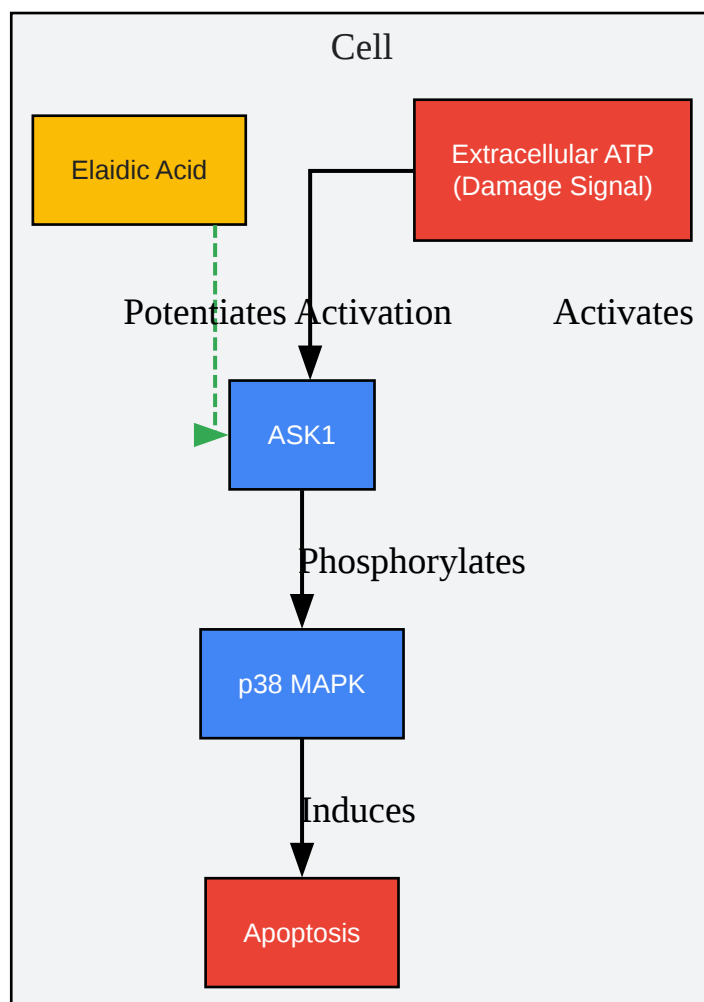 Cell
Elaidic Acid
Extracellular ATP
(Damage Signal)
Potentiates Activation
Activates
ASK1
Phosphorylates
p38 MAPK
Induces
Apoptosis